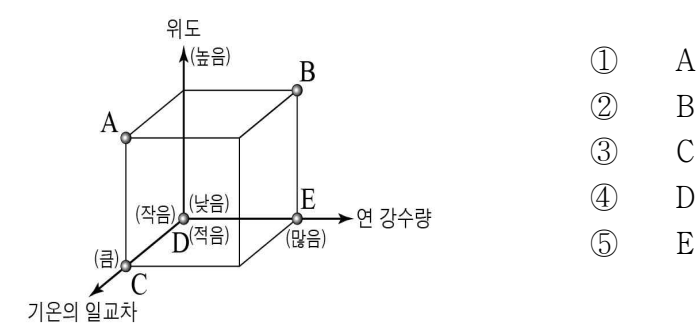 위도
(높음)
B
A
(작음)
(낮음)
E
연 강수량
D
(적음)
(많음)
(큼)
C
기온의 일교차
① A
② B
③ C
④ D
⑤ E